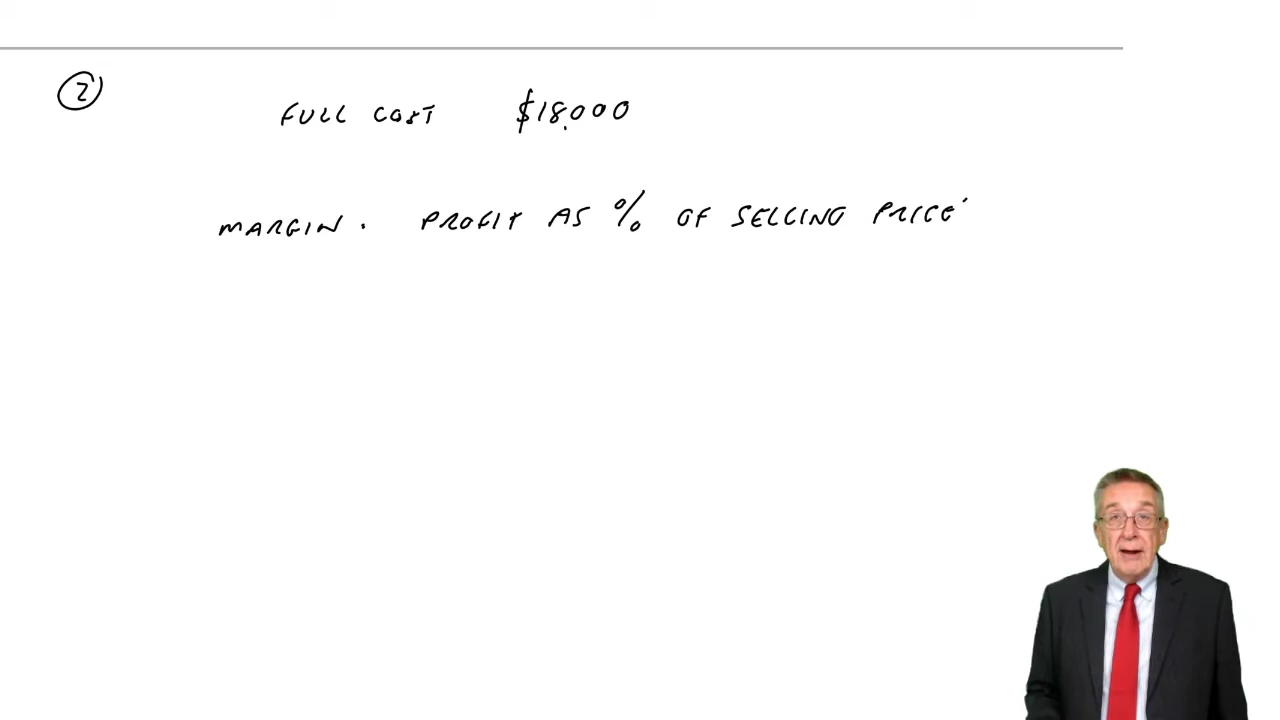 2
FULL COST $18,000
MARGIN. PROFIT AS % OF SELLING PRICE